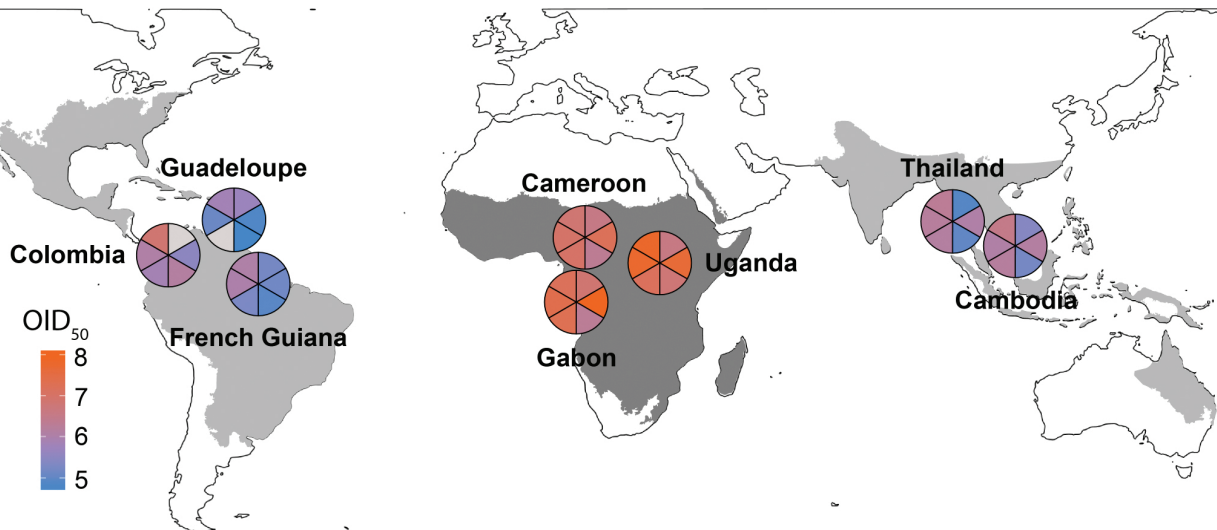 Guadeloupe
Colombia
French Guiana
Cameroon
Uganda
Gabon
Thailand
Cambodia
OID50
8
7
6
5